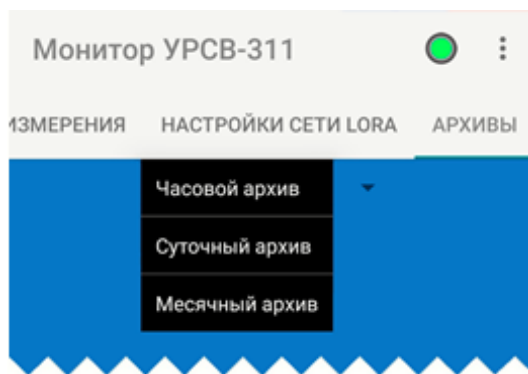 Монитор УРСВ-311
ИЗМЕРЕНИЯ НАСТРОЙКИ СЕТИ LORA АРХИВЫ
Часовой архив
Суточный архив
Месячный архив